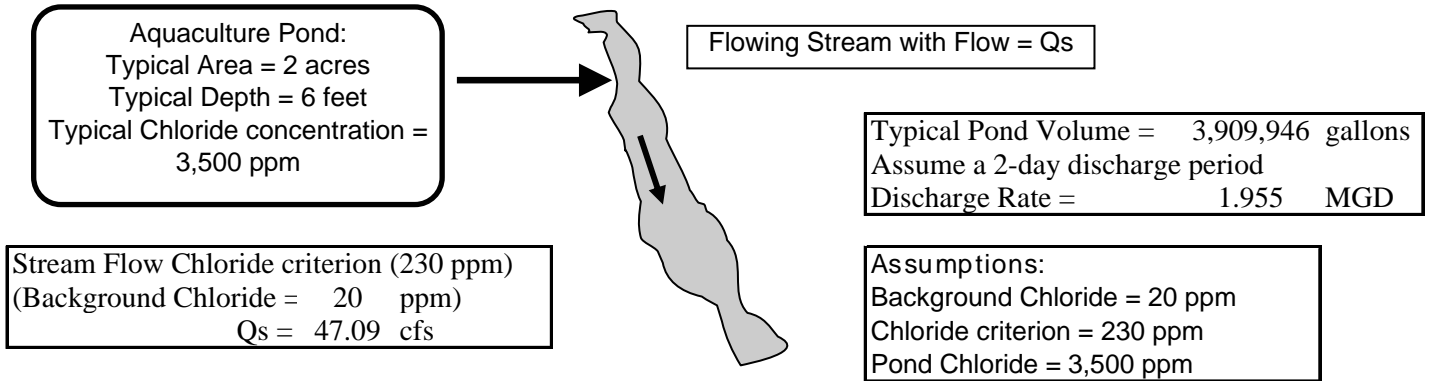 Aquaculture Pond:
Typical Area = 2 acres
Typical Depth = 6 feet
Typical Chloride concentration =
3,500 ppm
Flowing Stream with Flow = Qs
Typical Pond Volume = 3,909,946 gallons
Assume a 2-day discharge period
Discharge Rate = 1.955 MGD
Stream Flow Chloride criterion (230 ppm)
(Background Chloride = 20 ppm)
Qs = 47.09 cfs
Assumptions:
Background Chloride = 20 ppm
Chloride criterion = 230 ppm
Pond Chloride = 3,500 ppm